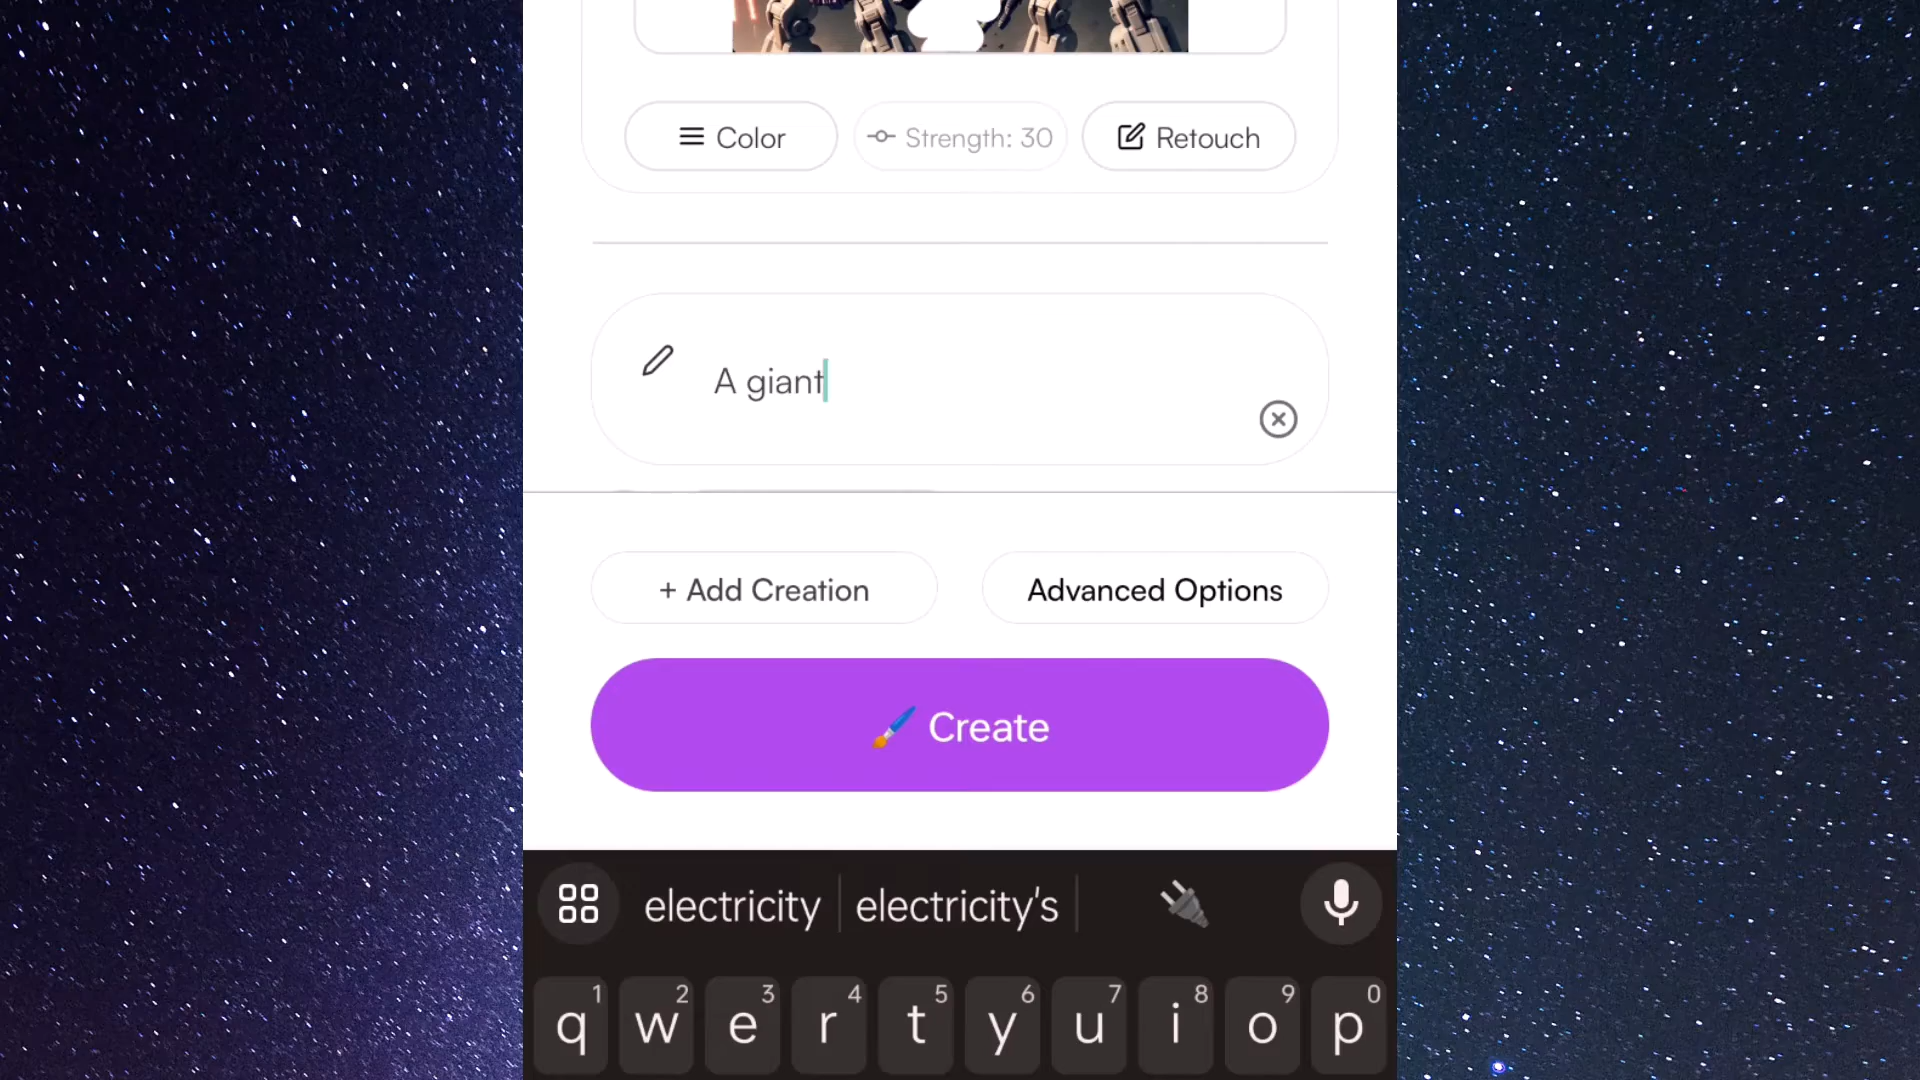 Color
Strength: 30
Retouch
A giant
+ Add Creation
Advanced Options
Create
electricity
electricity's
1 2 3 4 5 6 7 8 9 0
q w e r t y u i o p